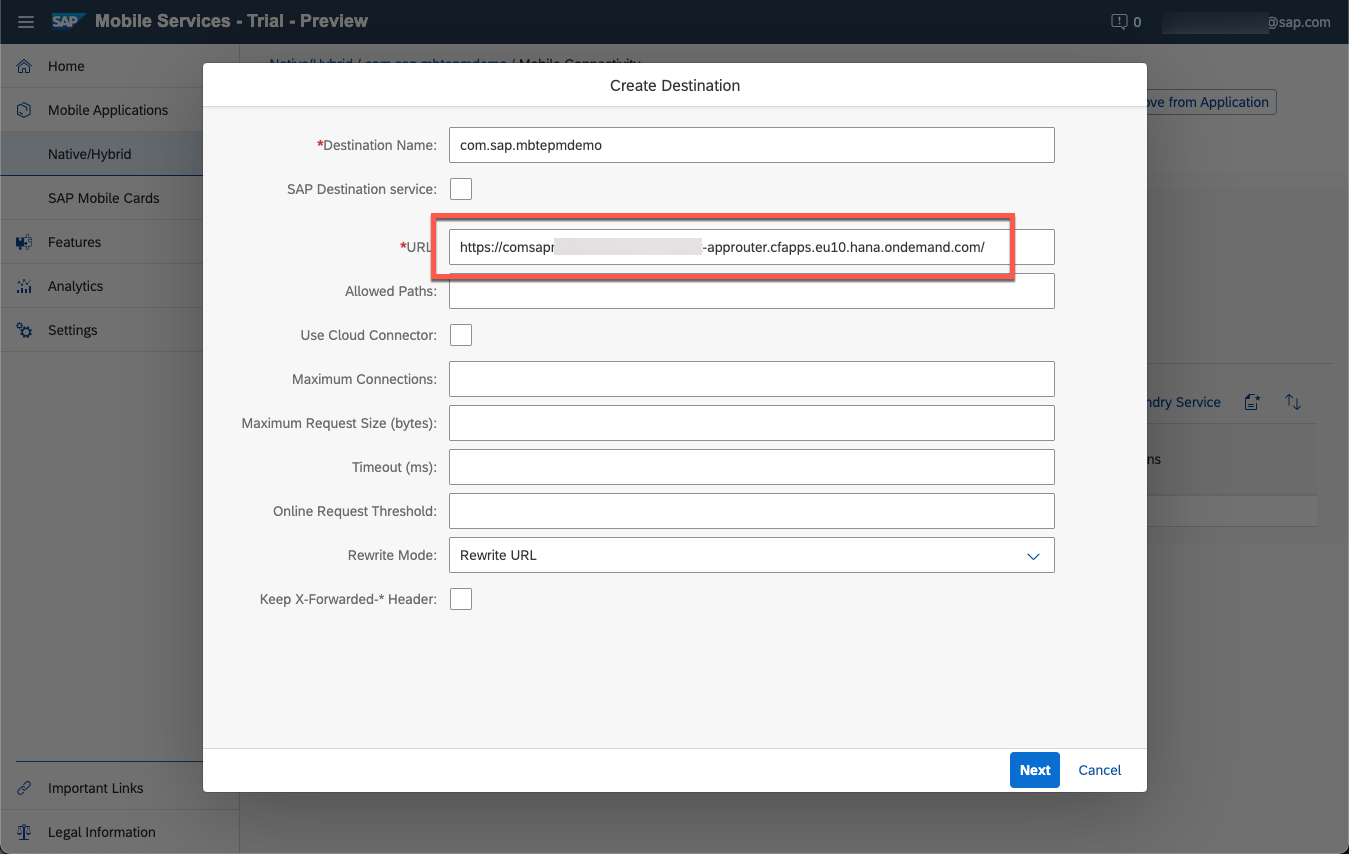 SAP Mobile Services - Trial - Preview
0
@sap.com
Home
Mobile Applications
Native/Hybrid
SAP Mobile Cards
Features
Analytics
Settings
Important Links
Legal Information
Native/Hybrid / com.sap.mbtepmdemo / Mobile Connectivity
ove from Application
ndry Service
ns
Create Destination
*Destination Name: com.sap.mbtepmdemo
SAP Destination service:
*URL https://comsapr -approuter.cfapps.eu10.hana.ondemand.com/
Allowed Paths:
Use Cloud Connector:
Maximum Connections:
Maximum Request Size (bytes):
Timeout (ms):
Online Request Threshold:
Rewrite Mode: Rewrite URL
Keep X-Forwarded-* Header:
Next Cancel